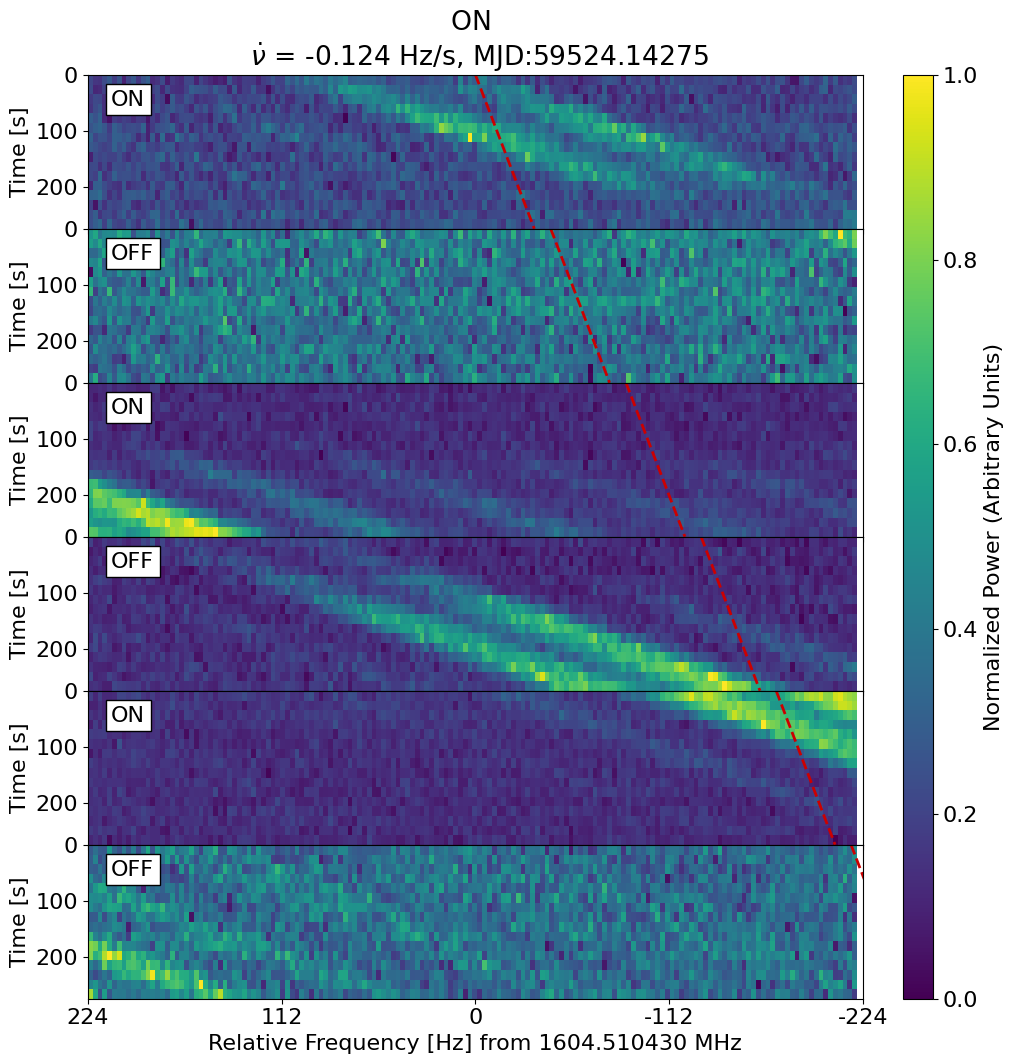 ON
ν̇ = -0.124 Hz/s, MJD:59524.14275
0
ON
100
Time [s]
200
0
OFF
100
Time [s]
200
0
ON
100
Time [s]
200
0
OFF
100
Time [s]
200
0
ON
100
Time [s]
200
0
OFF
100
Time [s]
200
224 112 0 -112 -224
Relative Frequency [Hz] from 1604.510430 MHz
1.0
0.8
0.6
0.4
0.2
0.0
Normalized Power (Arbitrary Units)